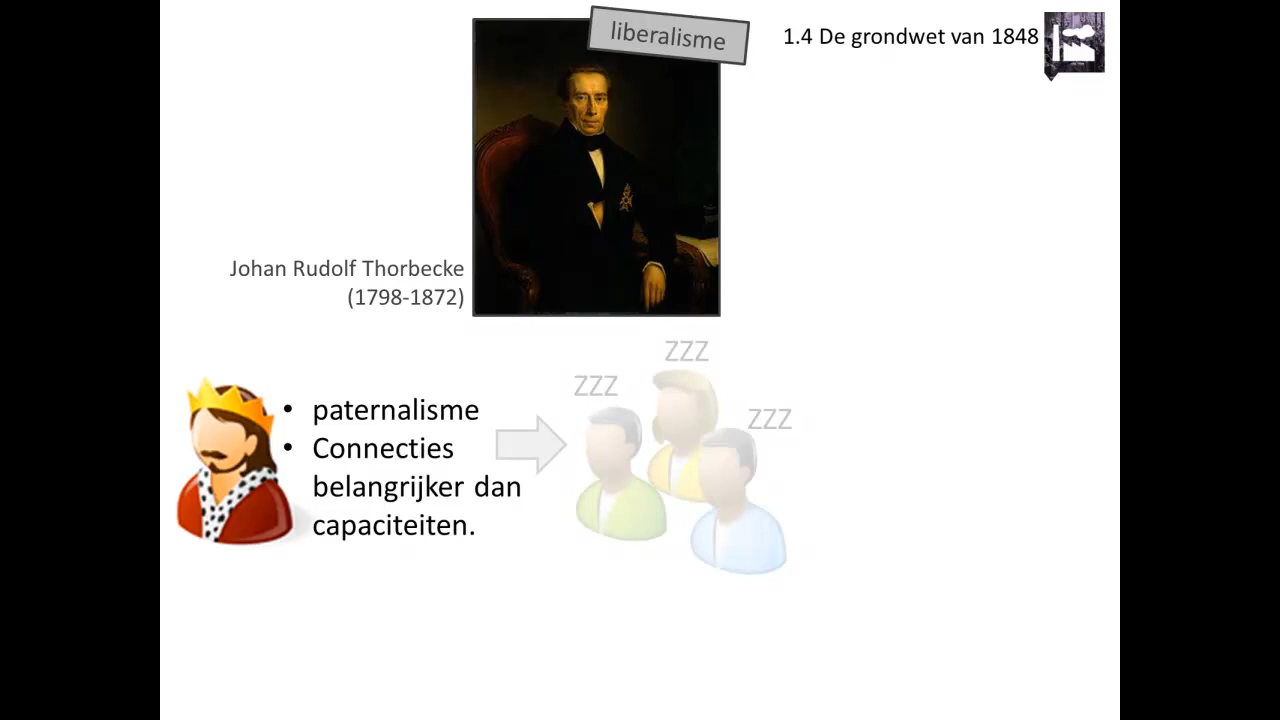 liberalisme
1.4 De grondwet van 1848
Johan Rudolf Thorbecke
(1798-1872)
ZZZ
ZZZ
ZZZ
• paternalisme
• Connecties
belangrijker dan
capaciteiten.